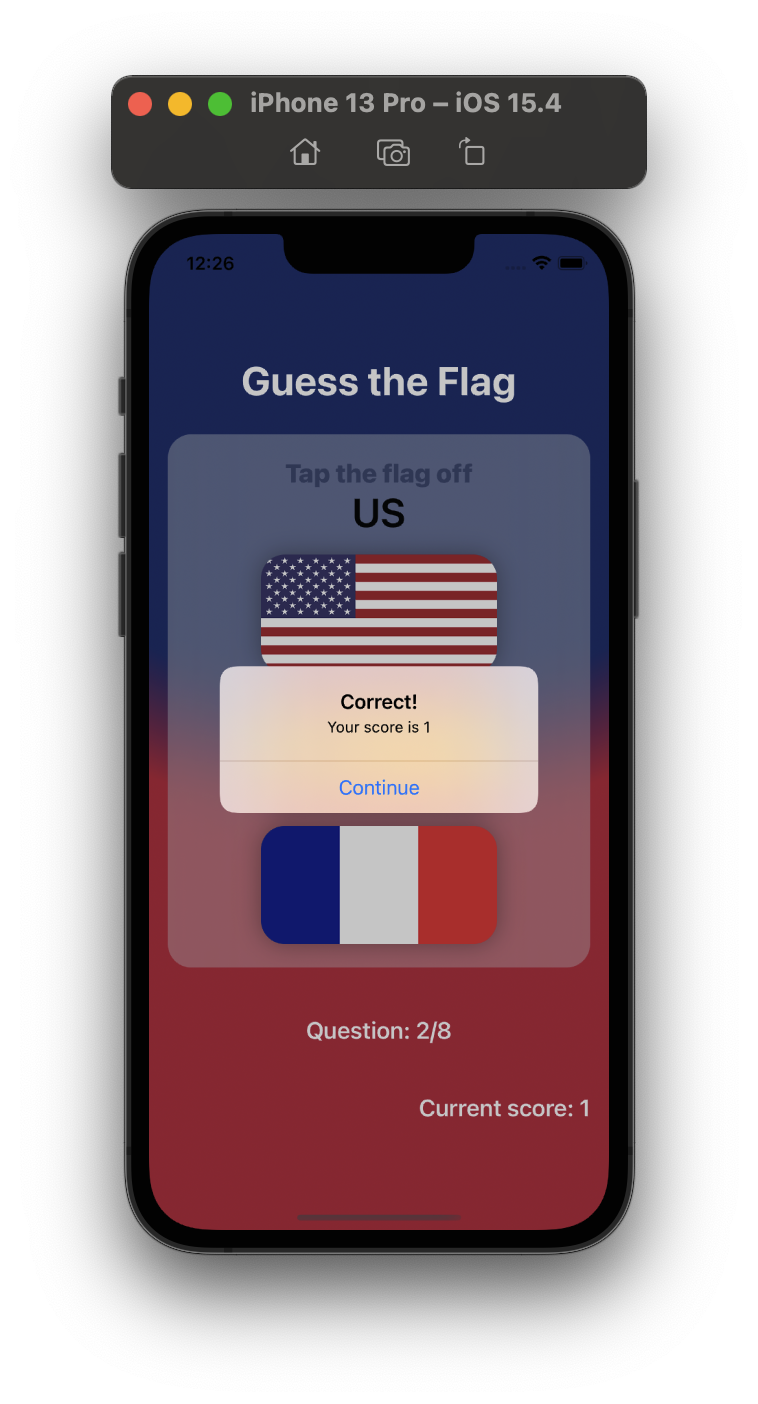 iPhone 13 Pro – iOS 15.4
12:26
Guess the Flag
Tap the flag off
US
Correct!
Your score is 1
Continue
Question: 2/8
Current score: 1